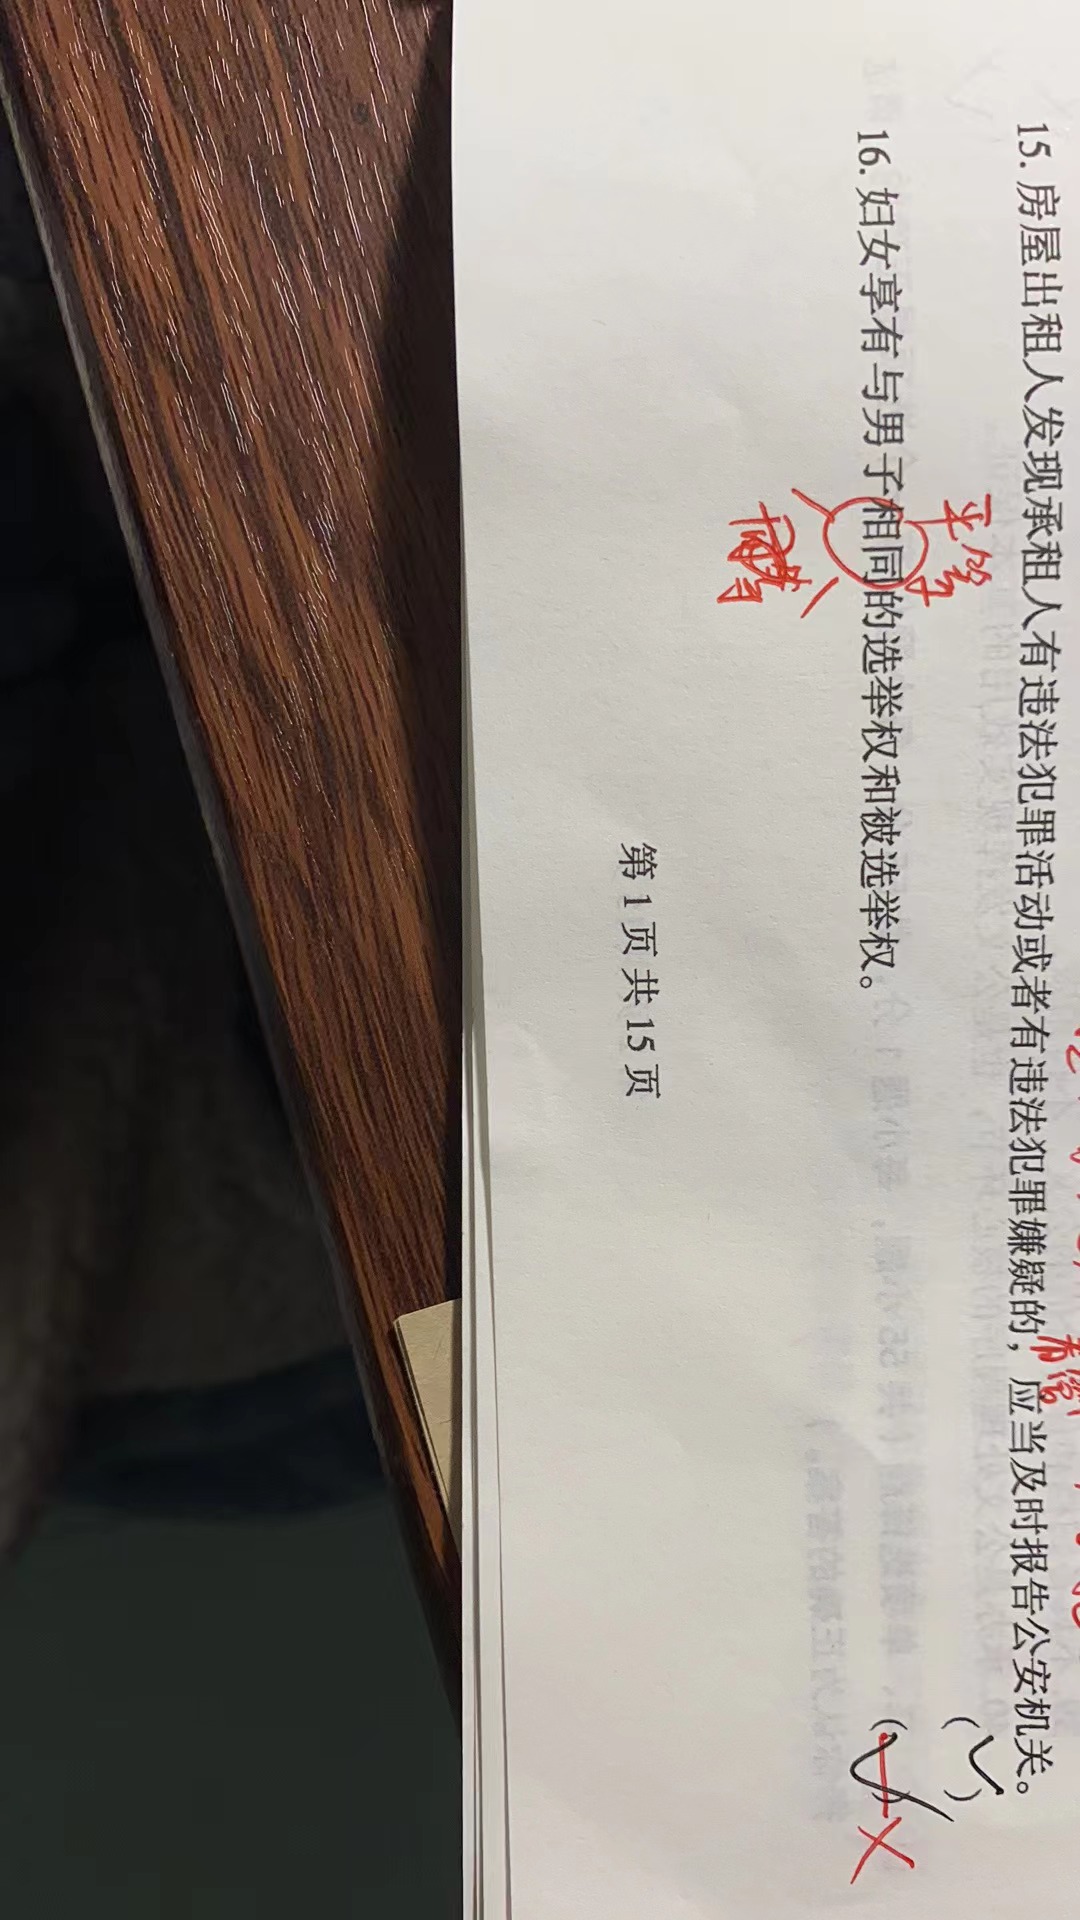 15. 房屋出租人发现承租人有违法犯罪活动或者有违法犯罪嫌疑的，应当及时报告公安机关。
(√)
平等
16. 妇女享有与男子相同的选举权和被选举权。
(√) ×
第 1 页 共 15 页